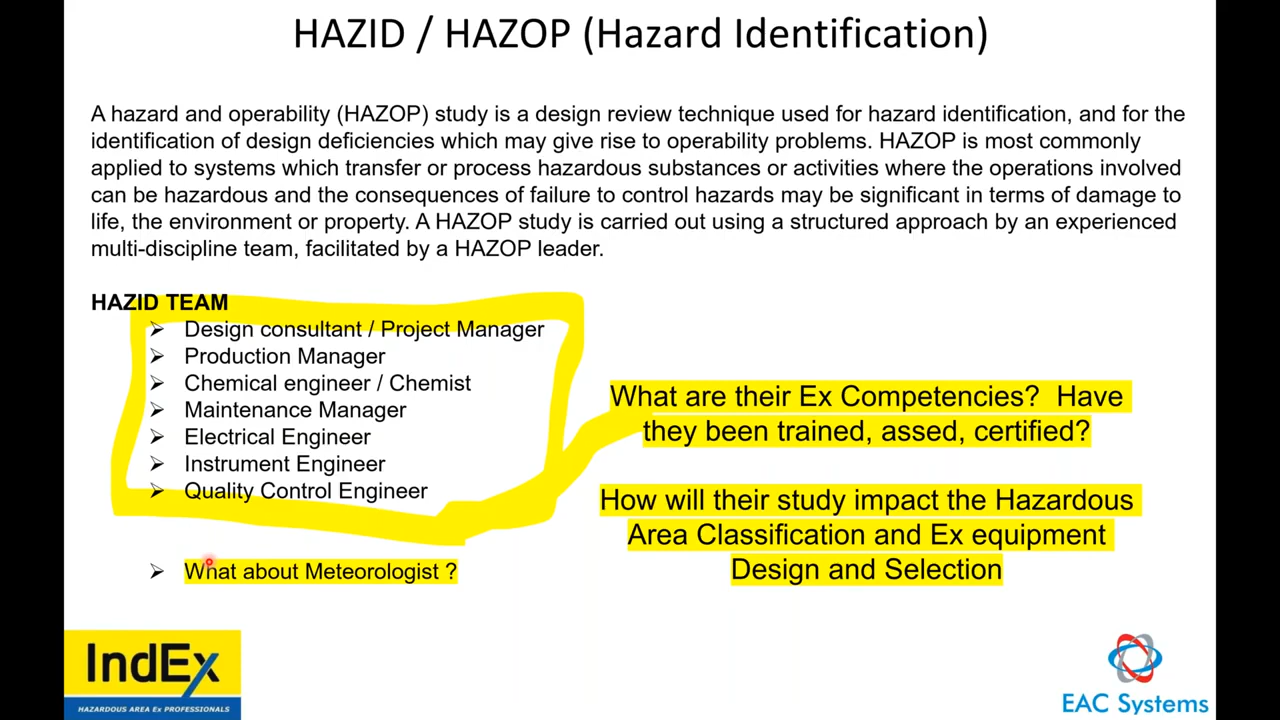 HAZID / HAZOP (Hazard Identification)
A hazard and operability (HAZOP) study is a design review technique used for hazard identification, and for the
identification of design deficiencies which may give rise to operability problems. HAZOP is most commonly
applied to systems which transfer or process hazardous substances or activities where the operations involved
can be hazardous and the consequences of failure to control hazards may be significant in terms of damage to
life, the environment or property. A HAZOP study is carried out using a structured approach by an experienced
multi-discipline team, facilitated by a HAZOP leader.
HAZID TEAM
Design consultant / Project Manager
Production Manager
Chemical engineer / Chemist
Maintenance Manager
Electrical Engineer
Instrument Engineer
Quality Control Engineer
What about Meteorologist ?
What are their Ex Competencies? Have
they been trained, assed, certified?
How will their study impact the Hazardous
Area Classification and Ex equipment
Design and Selection
IndEx
HAZARDOUS AREA Ex PROFESSIONALS
EAC Systems